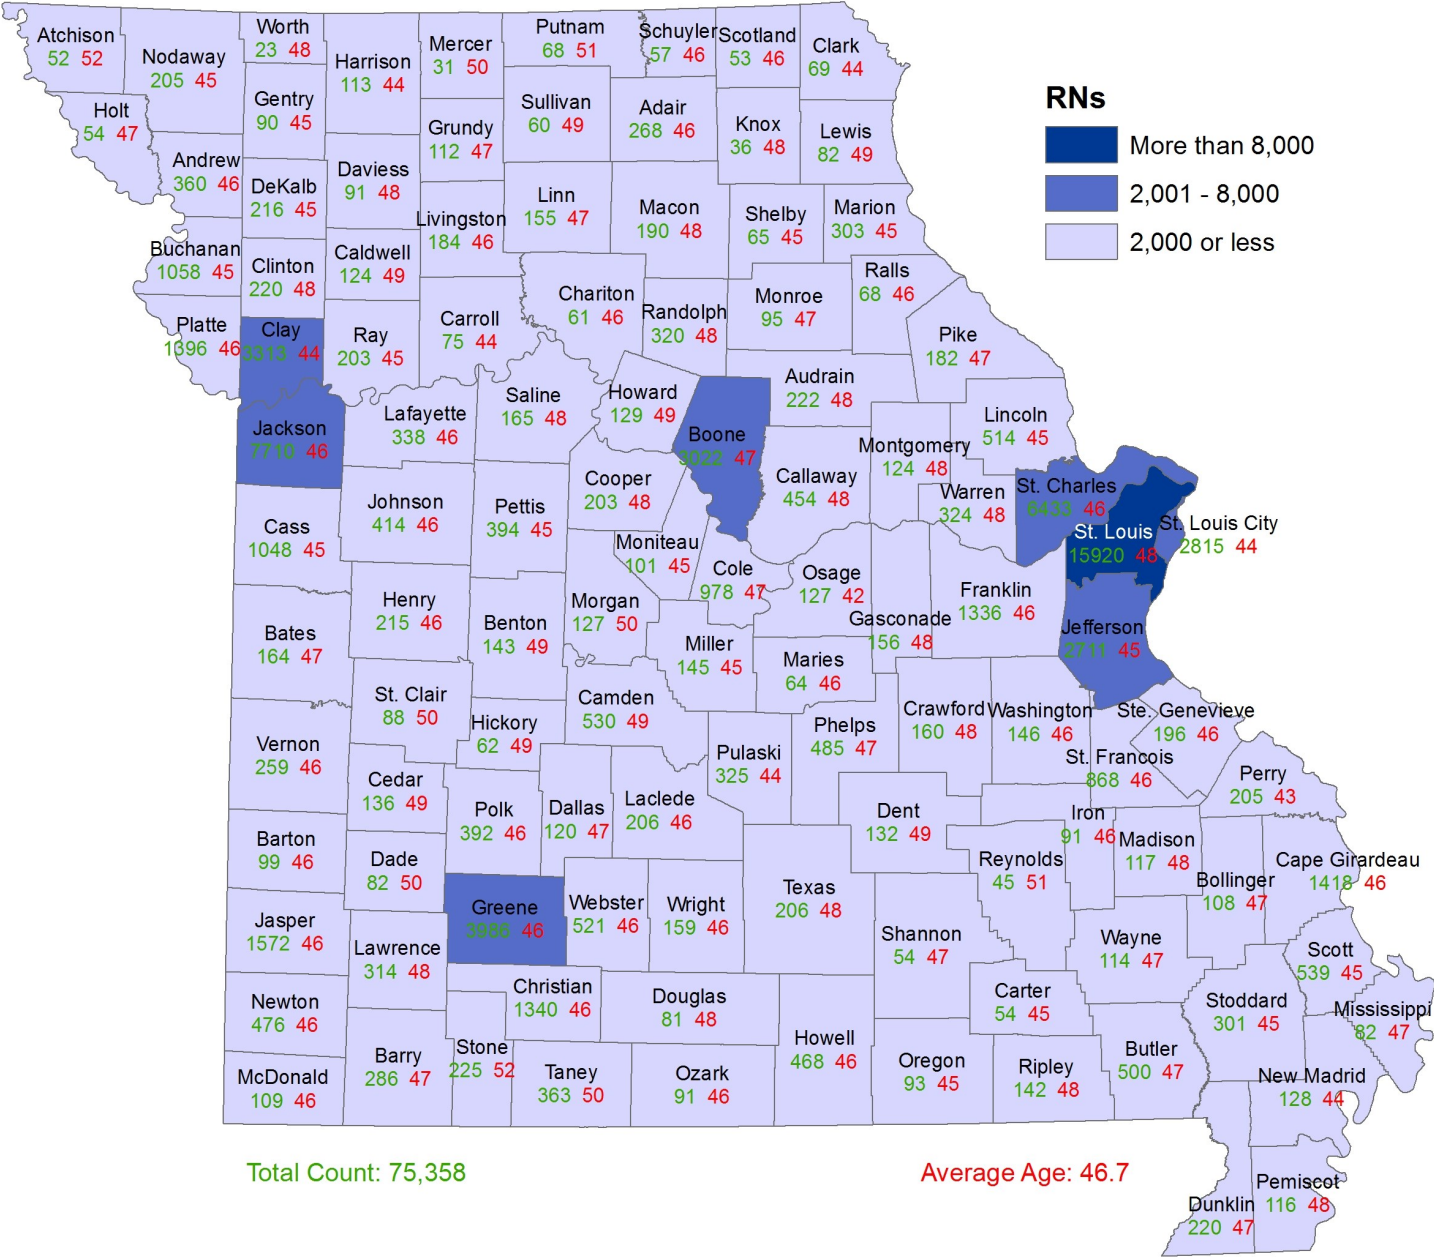 Atchison
52 52
Nodaway
205 45
Worth
23 48
Harrison
113 44
Mercer
31 50
Putnam
68 51
Schuyler
57 46
Scotland
53 46
Clark
69 44
Holt
54 47
Gentry
90 45
Sullivan
60 49
Adair
268 46
Knox
36 48
Lewis
82 49
Grundy
112 47
Andrew
360 46
DeKalb
216 45
Daviess
91 48
Livingston
184 46
Linn
155 47
Macon
190 48
Shelby
65 45
Marion
303 45
Buchanan
1058 45
Clinton
220 48
Caldwell
124 49
Chariton
61 46
Randolph
320 48
Monroe
95 47
Ralls
68 46
Platte
1396 46
Clay
3313 44
Ray
203 45
Carroll
75 44
Pike
182 47
Jackson
7710 46
Lafayette
338 46
Saline
165 48
Howard
129 49
Boone
3022 47
Audrain
222 48
Callaway
454 48
Montgomery
124 48
Lincoln
514 45
Warren
324 48
St. Charles
6433 46
St. Louis
15920 48
St. Louis City
2815 44
Cass
1048 45
Johnson
414 46
Pettis
394 45
Cooper
203 48
Moniteau
101 45
Cole
978 47
Osage
127 42
Gasconade
156 48
Franklin
1336 46
Jefferson
2711 45
Bates
164 47
Henry
215 46
Benton
143 49
Morgan
127 50
Miller
145 45
Maries
64 46
St. Clair
88 50
Hickory
62 49
Camden
530 49
Pulaski
325 44
Phelps
485 47
Crawford
160 48
Washington
146 46
Ste. Genevieve
196 46
St. Francois
868 46
Perry
205 43
Vernon
259 46
Cedar
136 49
Polk
392 46
Dallas
120 47
Laclede
206 46
Dent
132 49
Iron
91 46
Madison
117 48
Reynolds
45 51
Bollinger
108 47
Cape Girardeau
1418 46
Barton
99 46
Dade
82 50
Greene
3986 46
Webster
521 46
Wright
159 46
Texas
206 48
Shannon
54 47
Wayne
114 47
Scott
539 45
Jasper
1572 46
Lawrence
314 48
Christian
1340 46
Douglas
81 48
Howell
468 46
Carter
54 45
Stoddard
301 45
Mississippi
82 47
Newton
476 46
McDonald
109 46
Barry
286 47
Stone
225 52
Taney
363 50
Ozark
91 46
Oregon
93 45
Ripley
142 48
Butler
500 47
New Madrid
128 44
Pemiscot
116 48
Dunklin
220 47
RNs
More than 8,000
2,001 - 8,000
2,000 or less
Total Count: 75,358
Average Age: 46.7